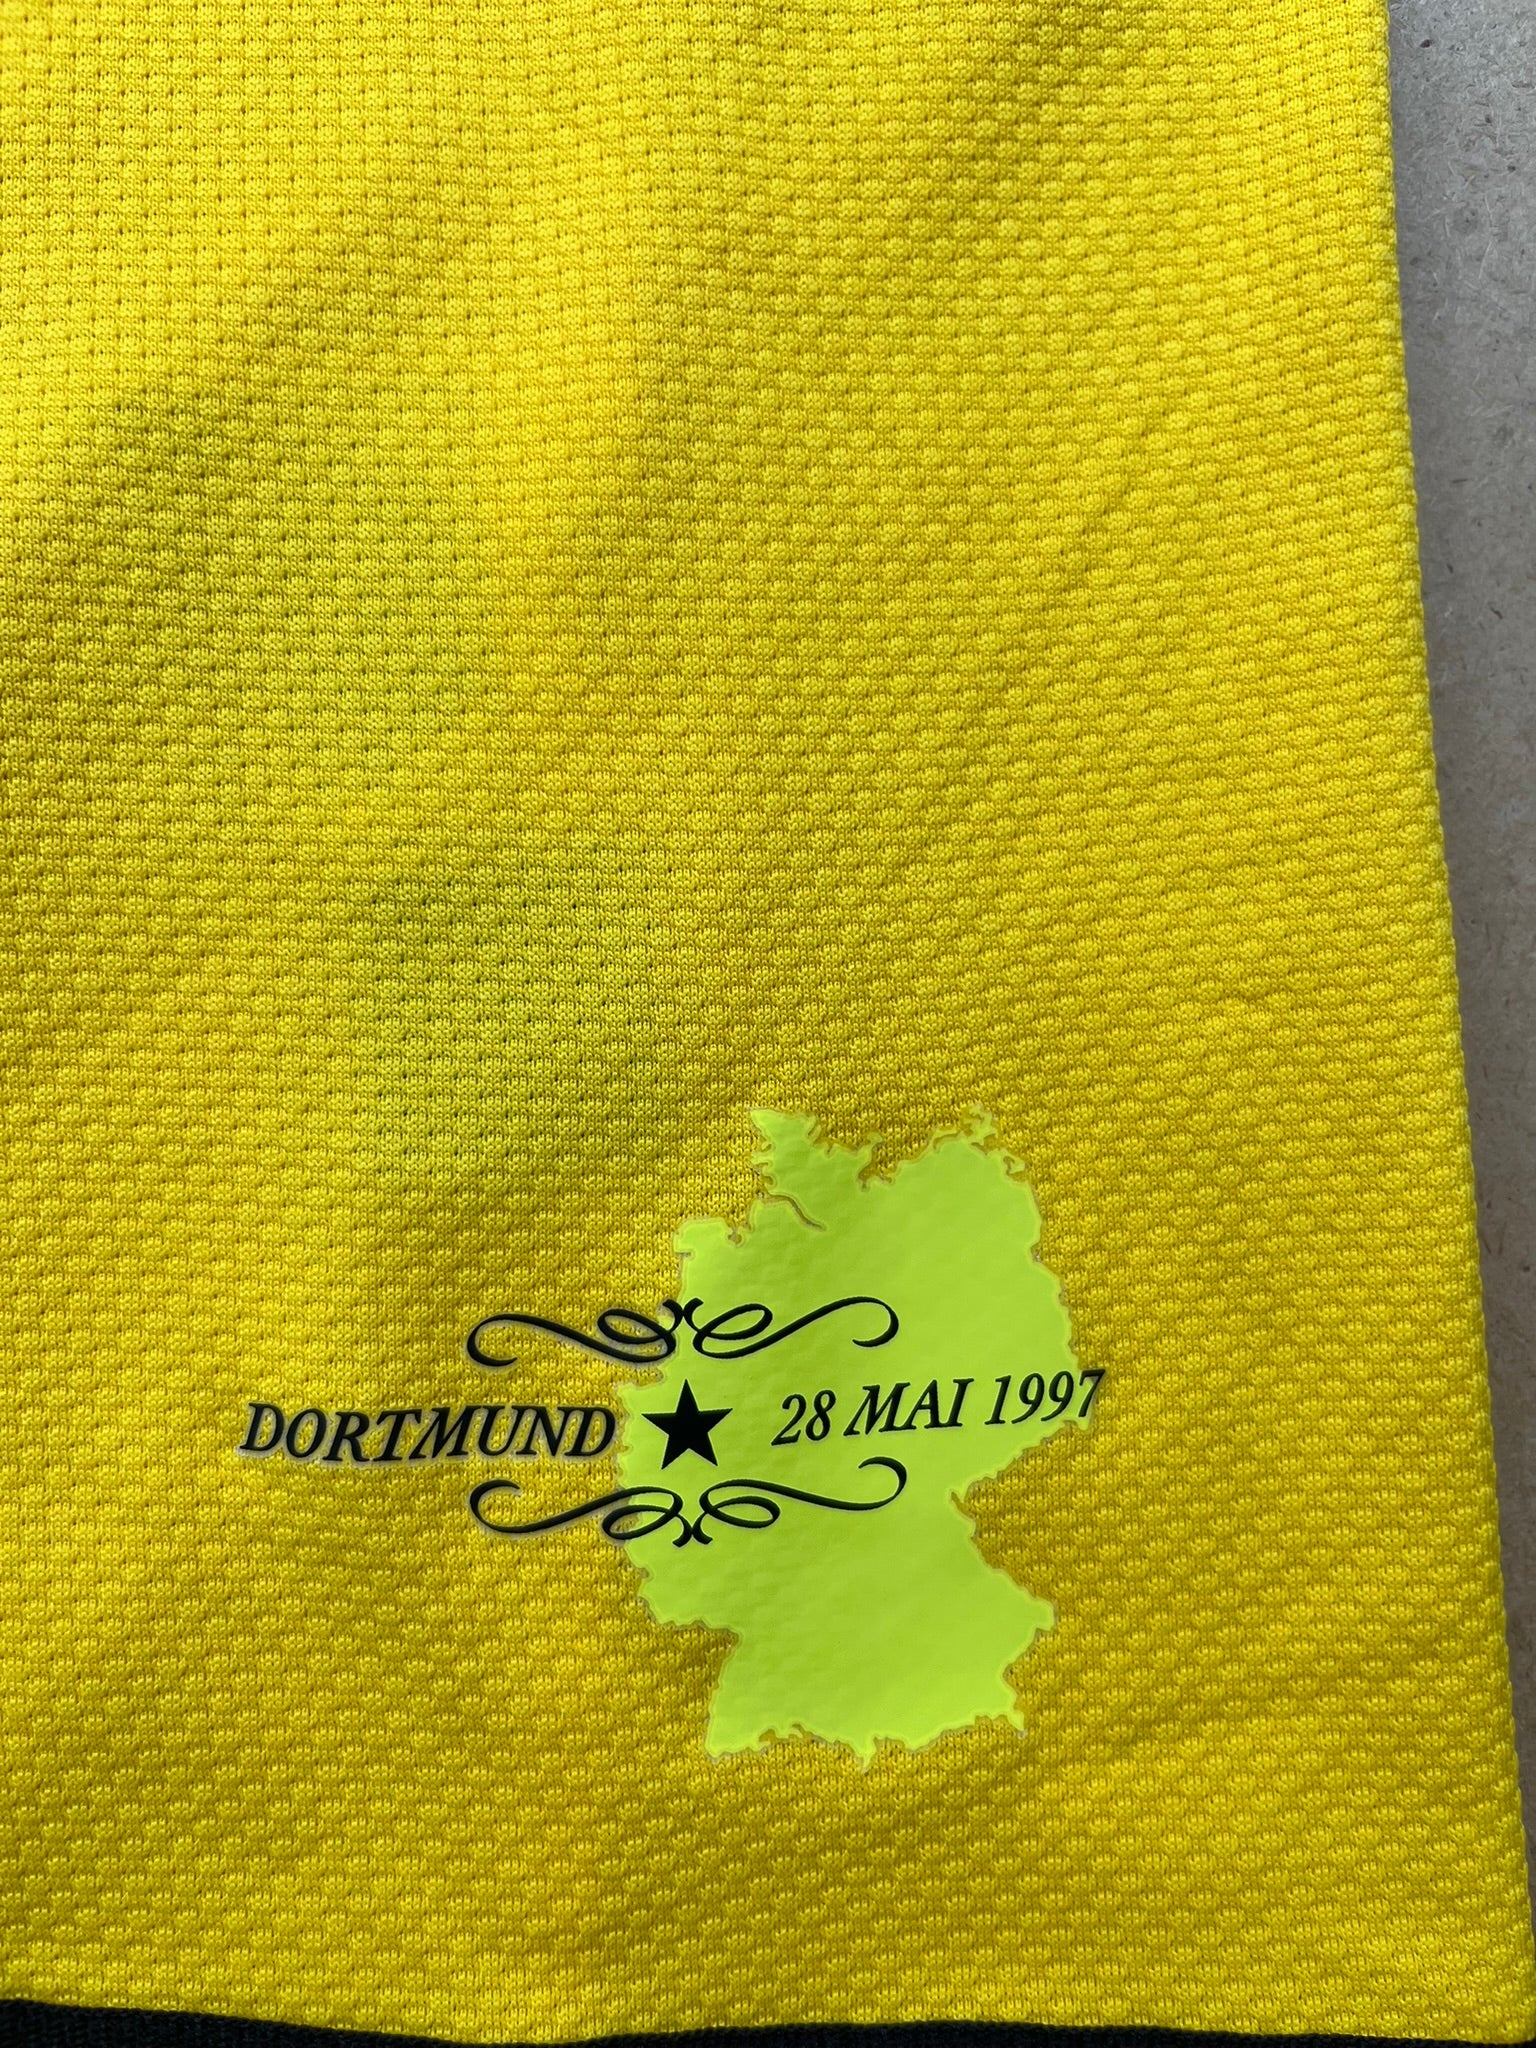 DORTMUND ★ 28 MAI 1997